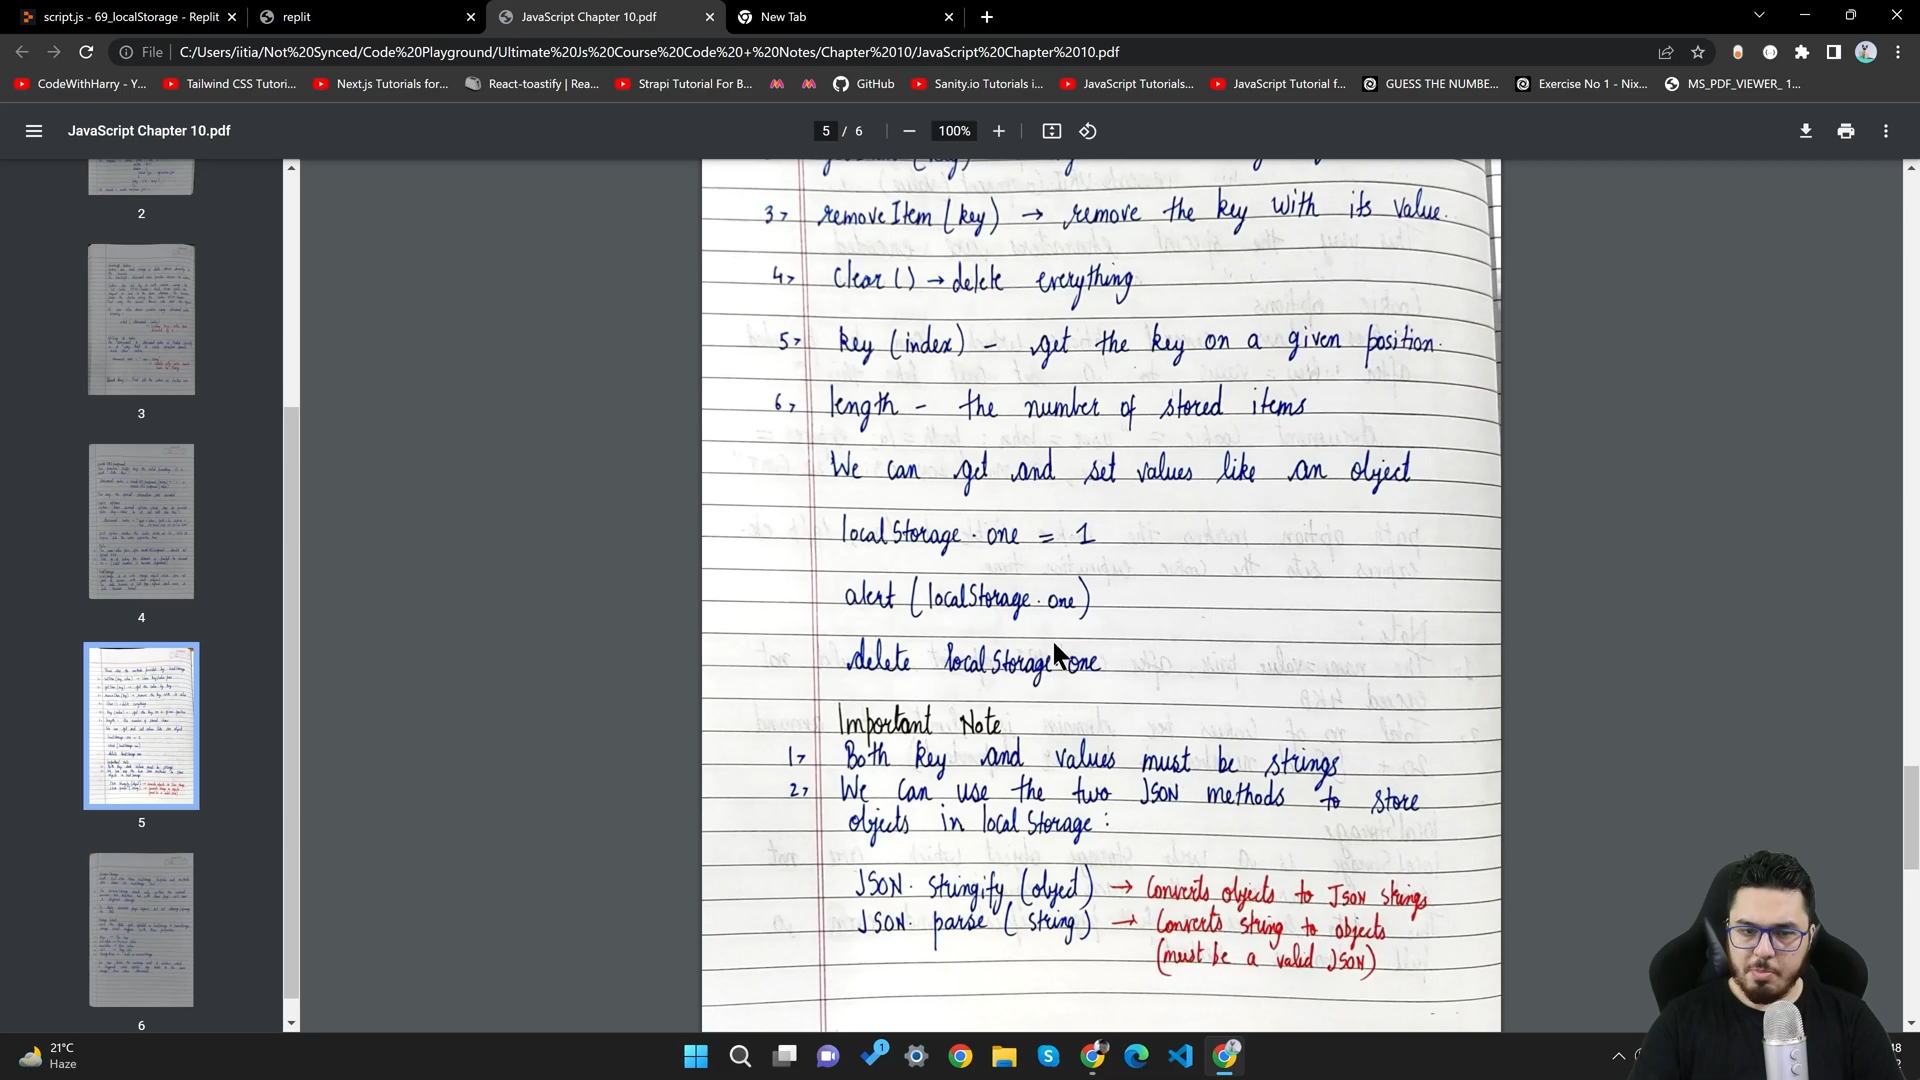 script.js - 69_localStorage - Replit
replit
JavaScript Chapter 10.pdf
New Tab
File
C:/Users/iitia/Not%20Synced/Code%20Playground/Ultimate%20Js%20Course%20Code%20+%20Notes/Chapter%2010/JavaScript%20Chapter%2010.pdf
CodeWithHarry - Y...
Tailwind CSS Tutori...
Next.js Tutorials for...
React-toastify | Rea...
Strapi Tutorial For B...
GitHub
Sanity.io Tutorials i...
JavaScript Tutorials...
JavaScript Tutorial f...
GUESS THE NUMBE...
Exercise No 1 - Nix...
MS_PDF_VIEWER_ 1...
JavaScript Chapter 10.pdf
5 / 6
100%
2
3
4
5
6
3> removeItem (key) → remove the key with its value.
4> clear () → delete everything
5> key (index) - get the key on a given position.
6> length - the number of stored items
We can get and set values like an object
localStorage . one = 1
alert (localStorage . one)
delete localStorage one
Important Note
1> Both key and values must be strings
2> We can use the two JSON methods to store
objects in localStorage :
JSON . stringify (object) → Converts objects to JSON strings
JSON . parse (string) → Converts string to objects
(must be a valid JSON)
21°C
Haze
1